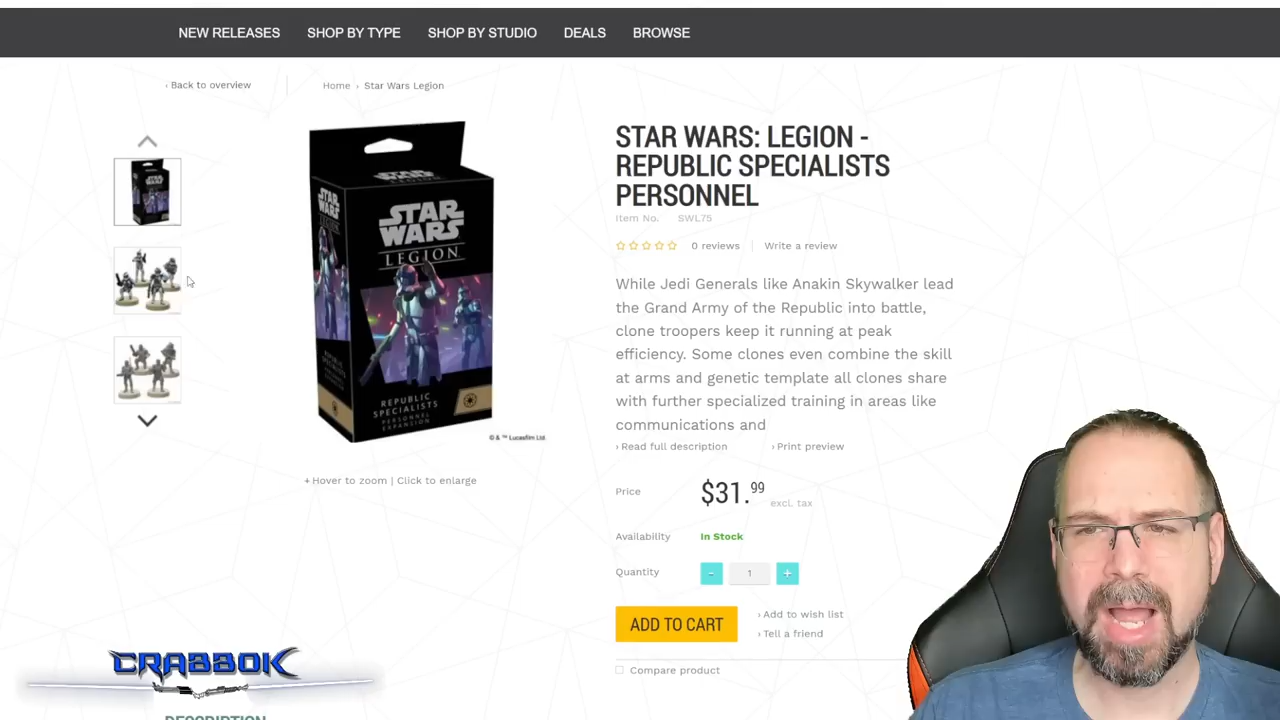 NEW RELEASES SHOP BY TYPE SHOP BY STUDIO DEALS BROWSE
‹ Back to overview
Home › Star Wars Legion
STAR WARS
LEGION
REPUBLIC
SPECIALISTS
PERSONNEL
EXPANSION
© & ™ Lucasfilm Ltd.
+ Hover to zoom | Click to enlarge
STAR WARS: LEGION -
REPUBLIC SPECIALISTS
PERSONNEL
Item No. SWL75
0 reviews Write a review
While Jedi Generals like Anakin Skywalker lead
the Grand Army of the Republic into battle,
clone troopers keep it running at peak
efficiency. Some clones even combine the skill
at arms and genetic template all clones share
with further specialized training in areas like
communications and
› Read full description › Print preview
Price $31.99 excl. tax
Availability In Stock
Quantity - 1 +
ADD TO CART
› Add to wish list
› Tell a friend
Compare product
CRABBOK
DESCRIPTION